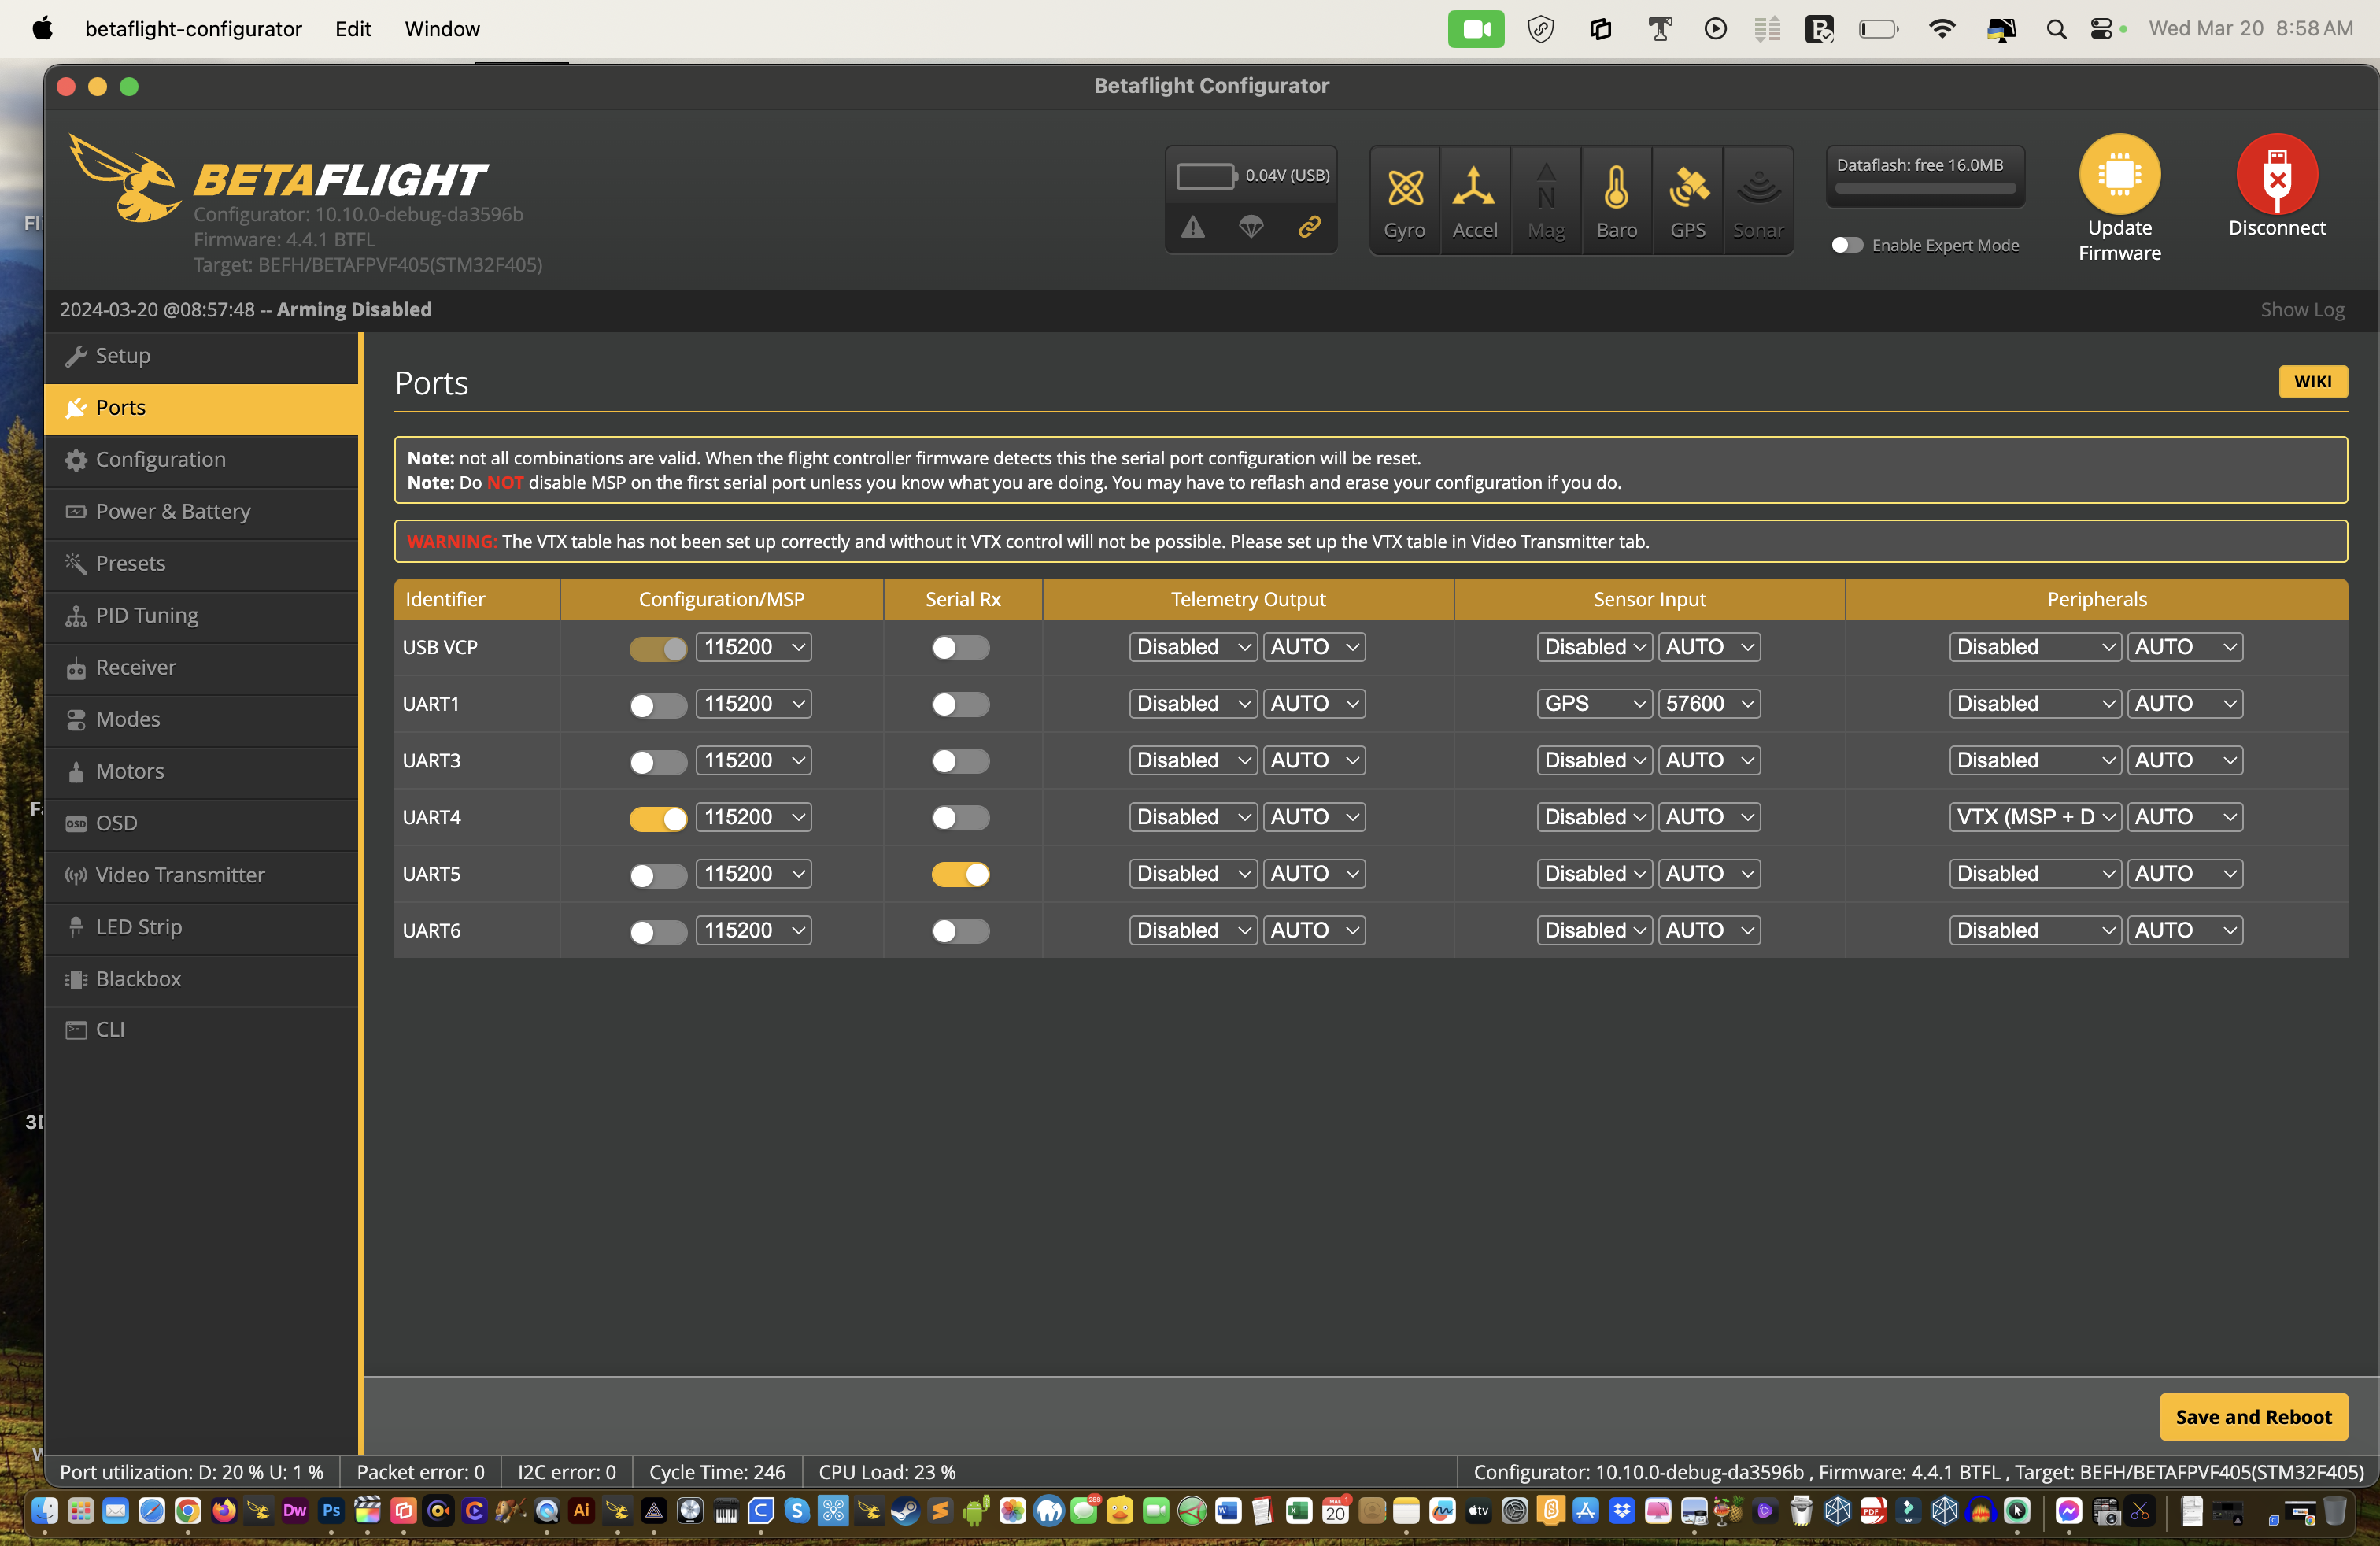 betaflight-configurator Edit Window Wed Mar 20 8:58 AM
Betaflight Configurator
BETAFLIGHT
Configurator: 10.10.0-debug-da3596b
Firmware: 4.4.1 BTFL
Target: BEFH/BETAFPVF405(STM32F405)
0.04V (USB)
Gyro Accel Mag Baro GPS Sonar
Dataflash: free 16.0MB
Enable Expert Mode
Update
Firmware
Disconnect
2024-03-20 @08:57:48 -- Arming Disabled Show Log
Setup
Ports
Configuration
Power & Battery
Presets
PID Tuning
Receiver
Modes
Motors
OSD
Video Transmitter
LED Strip
Blackbox
CLI
Ports WIKI
Note: not all combinations are valid. When the flight controller firmware detects this the serial port configuration will be reset.
Note: Do NOT disable MSP on the first serial port unless you know what you are doing. You may have to reflash and erase your configuration if you do.
WARNING: The VTX table has not been set up correctly and without it VTX control will not be possible. Please set up the VTX table in Video Transmitter tab.
Identifier Configuration/MSP Serial Rx Telemetry Output Sensor Input Peripherals
USB VCP 115200 Disabled AUTO Disabled AUTO Disabled AUTO
UART1 115200 Disabled AUTO GPS 57600 Disabled AUTO
UART3 115200 Disabled AUTO Disabled AUTO Disabled AUTO
UART4 115200 Disabled AUTO Disabled AUTO VTX (MSP + D AUTO
UART5 115200 Disabled AUTO Disabled AUTO Disabled AUTO
UART6 115200 Disabled AUTO Disabled AUTO Disabled AUTO
Save and Reboot
Port utilization: D: 20 % U: 1 % Packet error: 0 I2C error: 0 Cycle Time: 246 CPU Load: 23 % Configurator: 10.10.0-debug-da3596b , Firmware: 4.4.1 BTFL , Target: BEFH/BETAFPVF405(STM32F405)